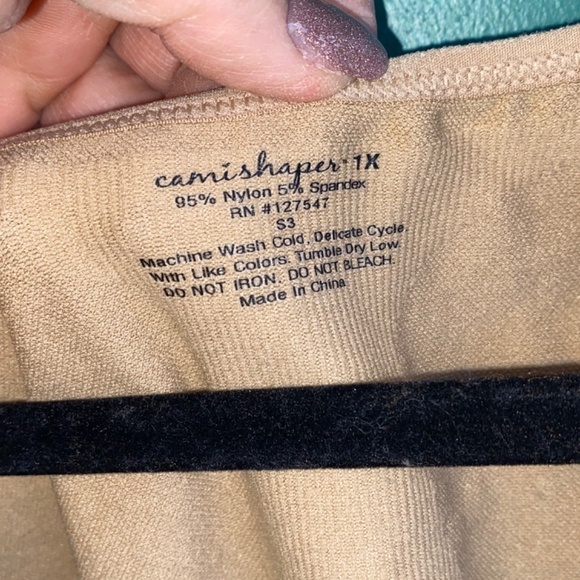 camishaper 1X
95% Nylon 5% Spandex
RN #127547
S3
Machine Wash Cold, Delicate Cycle,
With Like Colors. Tumble Dry Low.
DO NOT IRON. DO NOT BLEACH.
Made In China